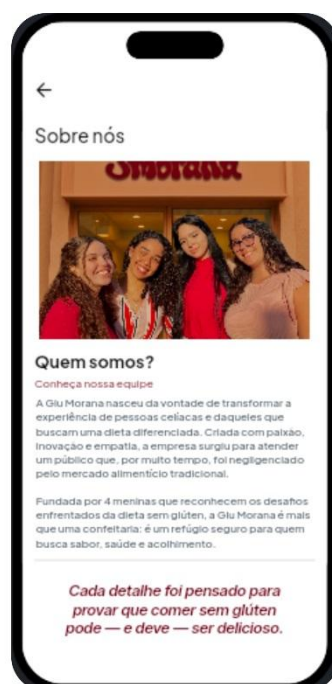 Sobre nós
Quem somos?
Conheça nossa equipe
A Glu Morana nasceu da vontade de transformar a
experiência de pessoas celíacas e daqueles que
buscam uma dieta diferenciada. Criada com paixão,
inovação e empatia, a empresa surgiu para atender
um público que, por muito tempo, foi negligenciado
pelo mercado alimentício tradicional.
Fundada por 4 meninas que reconhecem os desafios
enfrentados da dieta sem glúten, a Glu Morana é mais
que uma confeitaria: é um refúgio seguro para quem
busca sabor, saúde e acolhimento.
Cada detalhe foi pensado para
provar que comer sem glúten
pode — e deve — ser delicioso.